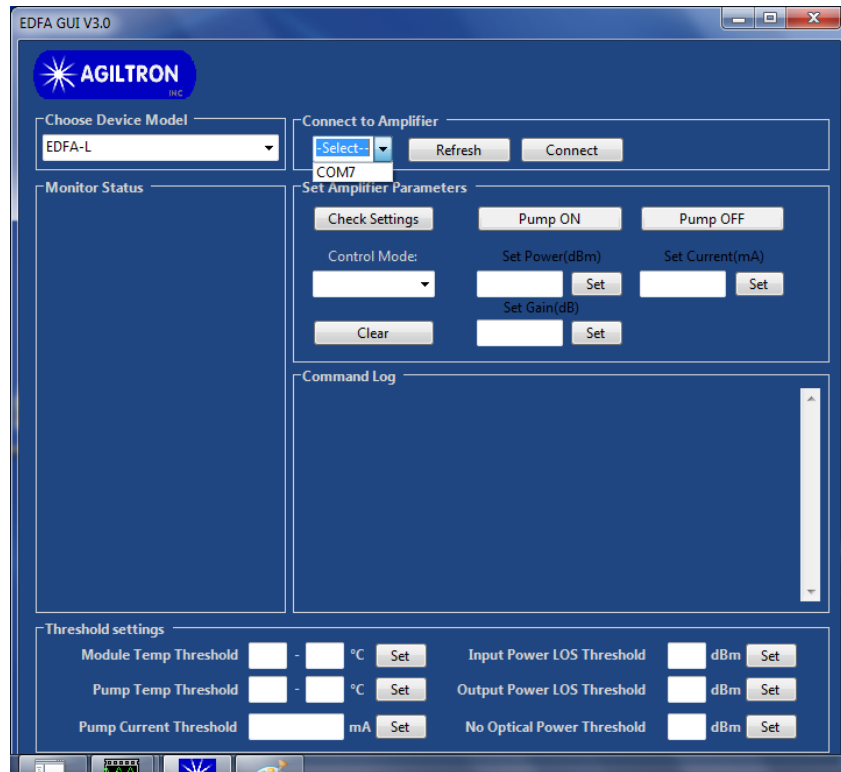 EDFA GUI V3.0
AGILTRON
INC
Choose Device Model
EDFA-L
Connect to Amplifier
-Select--
Refresh
Connect
COM7
Monitor Status
Set Amplifier Parameters
Check Settings
Pump ON
Pump OFF
Control Mode:
Set Power(dBm)
Set Current(mA)
Set
Set
Set Gain(dB)
Clear
Set
Command Log
Threshold settings
Module Temp Threshold - °C Set
Input Power LOS Threshold dBm Set
Pump Temp Threshold - °C Set
Output Power LOS Threshold dBm Set
Pump Current Threshold mA Set
No Optical Power Threshold dBm Set